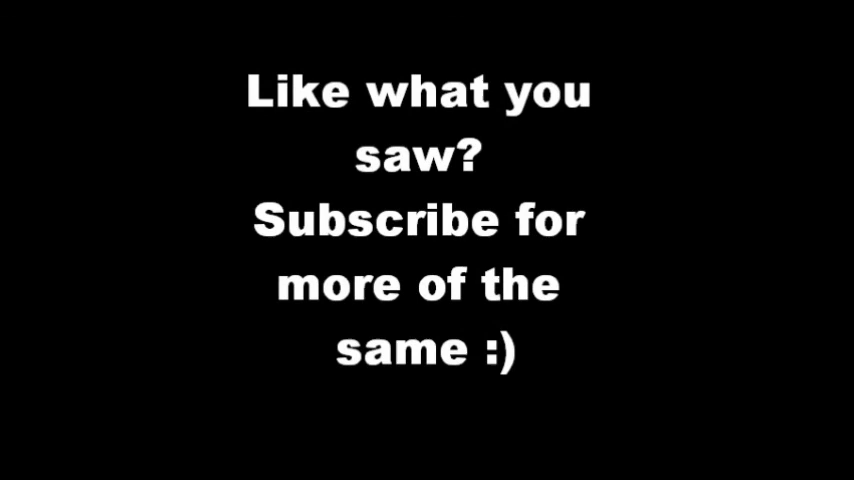 Like what you
saw?
Subscribe for
more of the
same :)